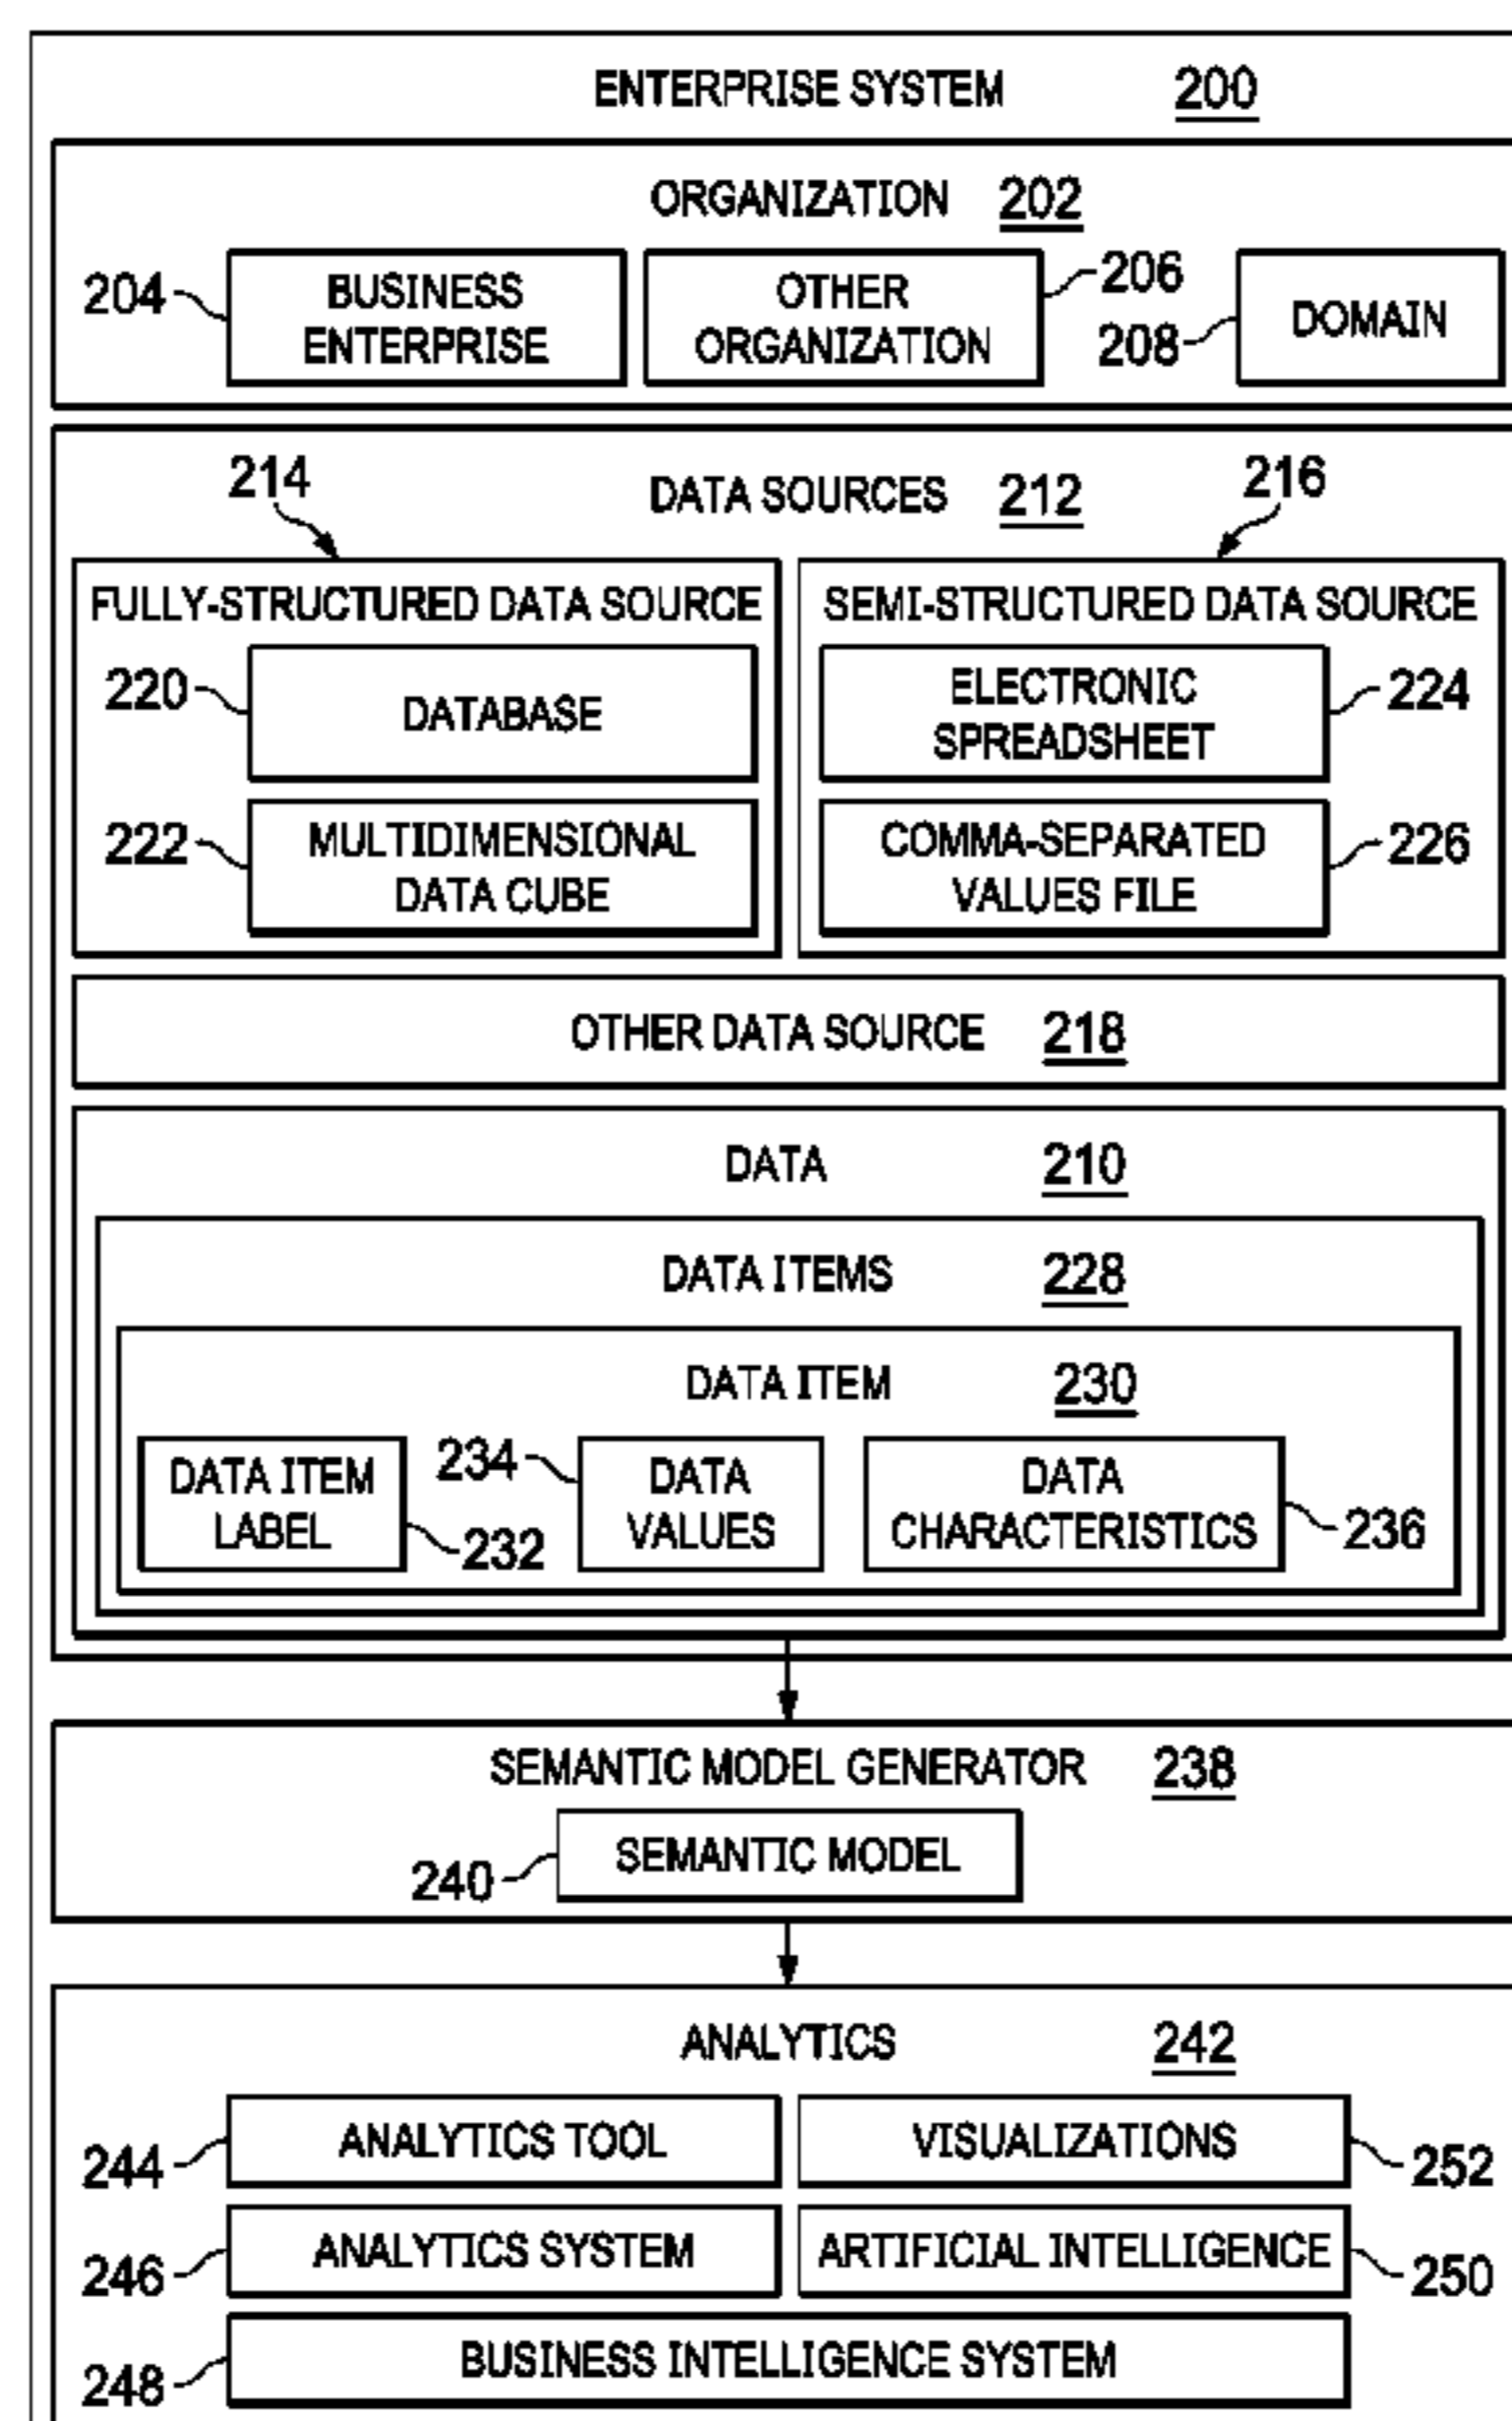 ENTERPRISE SYSTEM 200
ORGANIZATION 202
204
BUSINESS
ENTERPRISE
OTHER
ORGANIZATION
206
208
DOMAIN
214
DATA SOURCES 212
216
FULLY-STRUCTURED DATA SOURCE
220
DATABASE
222
MULTIDIMENSIONAL
DATA CUBE
SEMI-STRUCTURED DATA SOURCE
ELECTRONIC
SPREADSHEET
224
COMMA-SEPARATED
VALUES FILE
226
OTHER DATA SOURCE 218
DATA 210
DATA ITEMS 228
DATA ITEM 230
DATA ITEM
LABEL
232
234
DATA
VALUES
DATA
CHARACTERISTICS
236
SEMANTIC MODEL GENERATOR 238
240
SEMANTIC MODEL
ANALYTICS 242
244
ANALYTICS TOOL
VISUALIZATIONS
252
246
ANALYTICS SYSTEM
ARTIFICIAL INTELLIGENCE
250
248
BUSINESS INTELLIGENCE SYSTEM